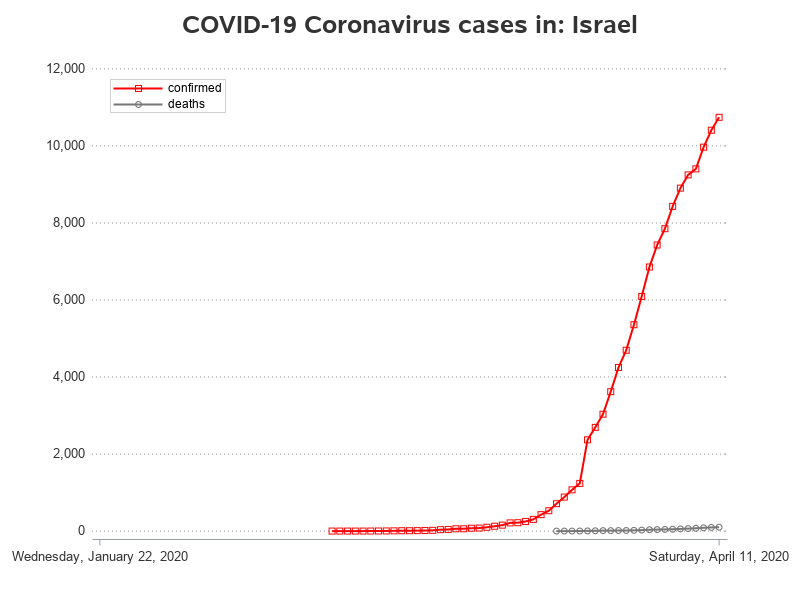 COVID-19 Coronavirus cases in: Israel
12,000
confirmed
deaths
10,000
8,000
6,000
4,000
2,000
0
Wednesday, January 22, 2020 Saturday, April 11, 2020